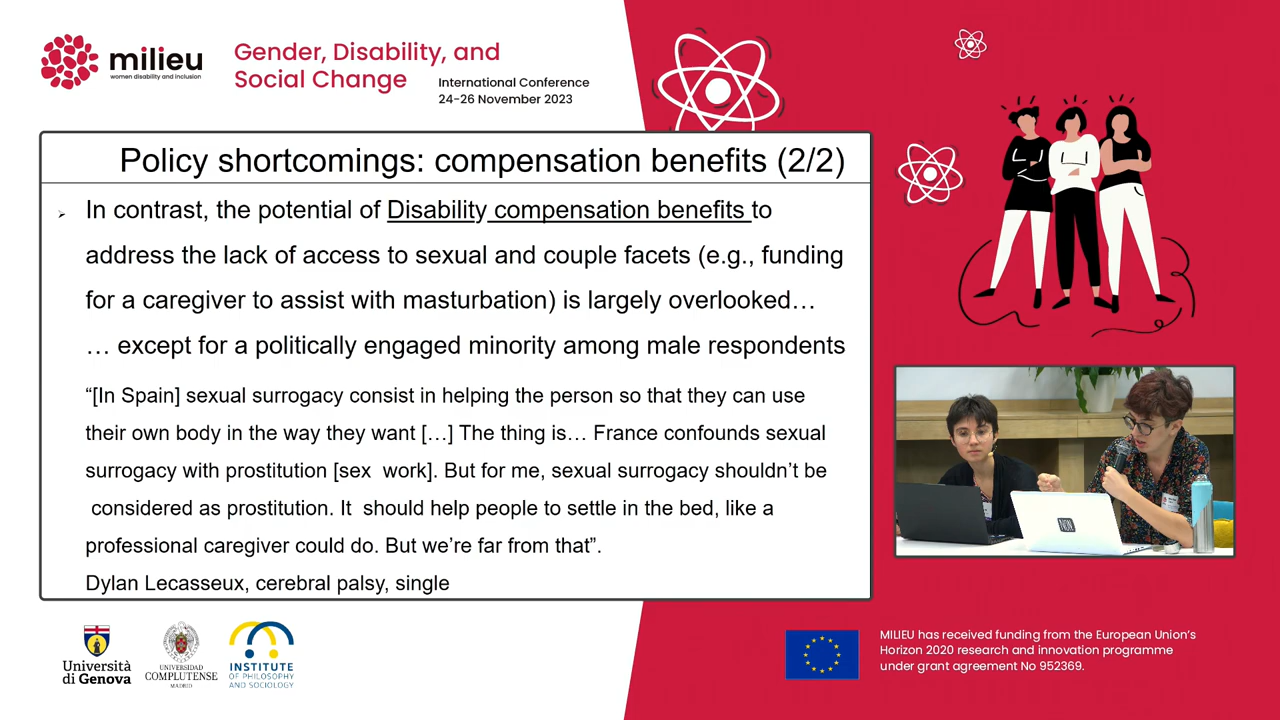 milieu
women disability and inclusion
Gender, Disability, and
Social Change
International Conference
24-26 November 2023
Policy shortcomings: compensation benefits (2/2)
In contrast, the potential of Disability compensation benefits to
address the lack of access to sexual and couple facets (e.g., funding
for a caregiver to assist with masturbation) is largely overlooked…
… except for a politically engaged minority among male respondents
“[In Spain] sexual surrogacy consist in helping the person so that they can use
their own body in the way they want […] The thing is… France confounds sexual
surrogacy with prostitution [sex work]. But for me, sexual surrogacy shouldn’t be
considered as prostitution. It should help people to settle in the bed, like a
professional caregiver could do. But we’re far from that”.
Dylan Lecasseux, cerebral palsy, single
Università
di Genova
UNIVERSIDAD
COMPLUTENSE
MADRID
INSTITUTE
OF PHILOSOPHY
AND SOCIOLOGY
MILIEU has received funding from the European Union’s
Horizon 2020 research and innovation programme
under grant agreement No 952369.